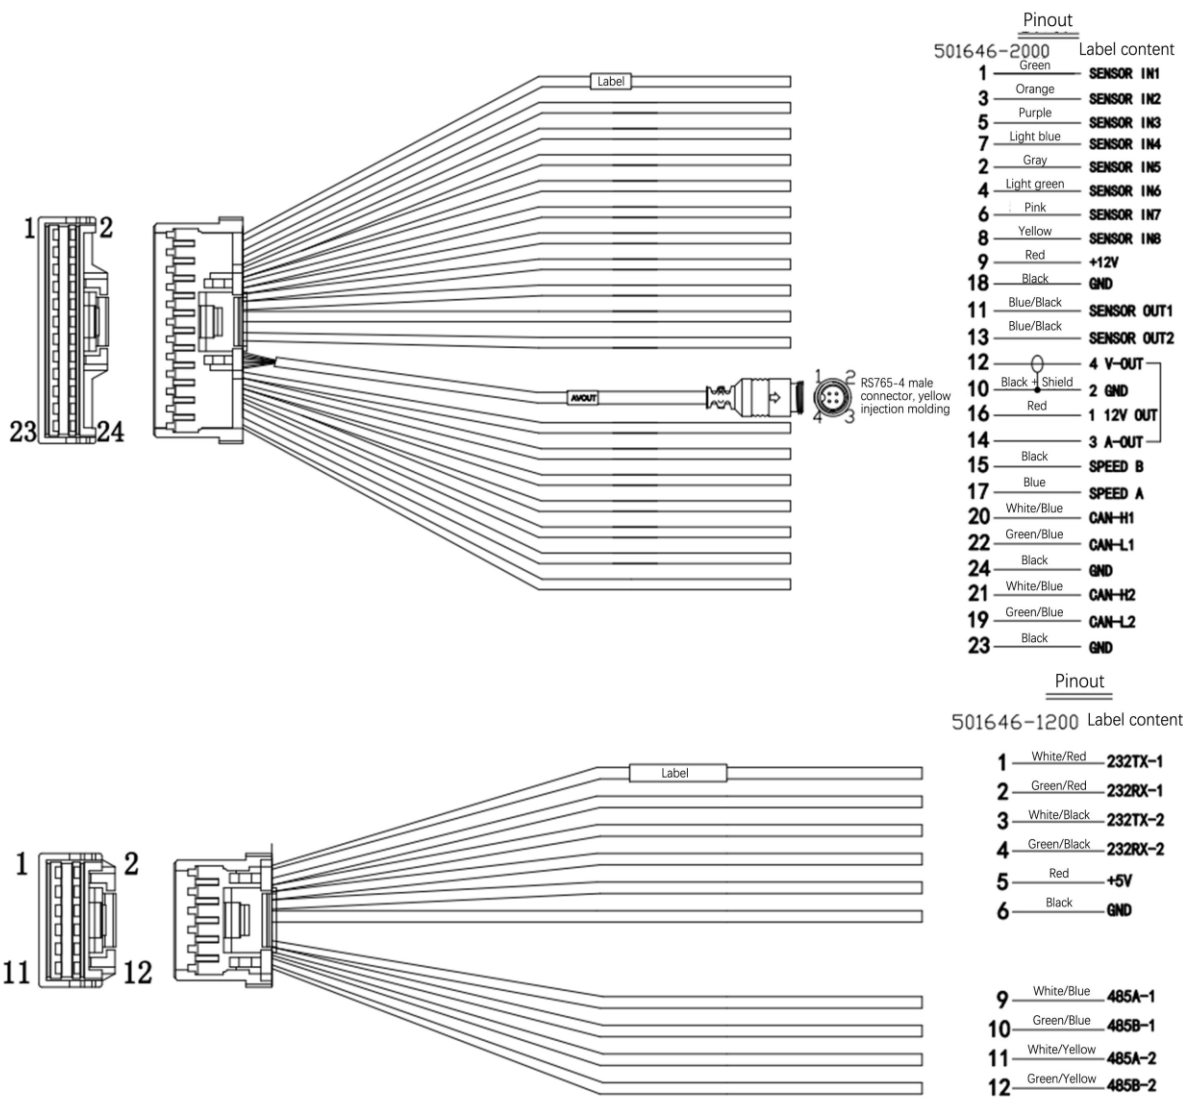 Pinout
501646-2000 Label content
1 Green SENSOR IN1
3 Orange SENSOR IN2
5 Purple SENSOR IN3
7 Light blue SENSOR IN4
2 Gray SENSOR IN5
4 Light green SENSOR IN6
6 Pink SENSOR IN7
8 Yellow SENSOR IN8
9 Red +12V
18 Black GND
11 Blue/Black SENSOR OUT1
13 Blue/Black SENSOR OUT2
12 4 V-OUT
10 Black + Shield 2 GND
16 Red 1 12V OUT
14 3 A-OUT
15 Black SPEED B
17 Blue SPEED A
20 White/Blue CAN-H1
22 Green/Blue CAN-L1
24 Black GND
21 White/Blue CAN-H2
19 Green/Blue CAN-L2
23 Black GND
Label
1 2
23 24
AVOUT
1 2
4 3
RS765-4 male
connector, yellow
injection molding
Pinout
501646-1200 Label content
1 White/Red 232TX-1
2 Green/Red 232RX-1
3 White/Black 232TX-2
4 Green/Black 232RX-2
5 Red +5V
6 Black GND
9 White/Blue 485A-1
10 Green/Blue 485B-1
11 White/Yellow 485A-2
12 Green/Yellow 485B-2
Label
1 2
11 12